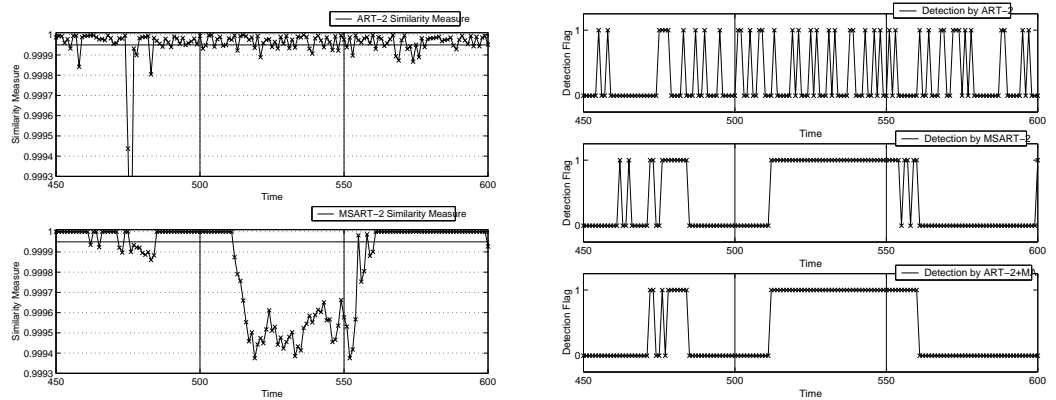 ART-2 Similarity Measure
1
0.9999
0.9998
0.9997
0.9996
0.9995
0.9994
0.9993
450 500 550 600
Similarity Measure
Time
MSART-2 Similarity Measure
1
0.9999
0.9998
0.9997
0.9996
0.9995
0.9994
0.9993
450 500 550 600
Similarity Measure
Time
Detection by ART-2
1
0
450 500 550 600
Detection Flag
Time
Detection by MSART-2
1
0
450 500 550 600
Detection Flag
Time
Detection by ART-2+MA
1
0
450 500 550 600
Detection Flag
Time